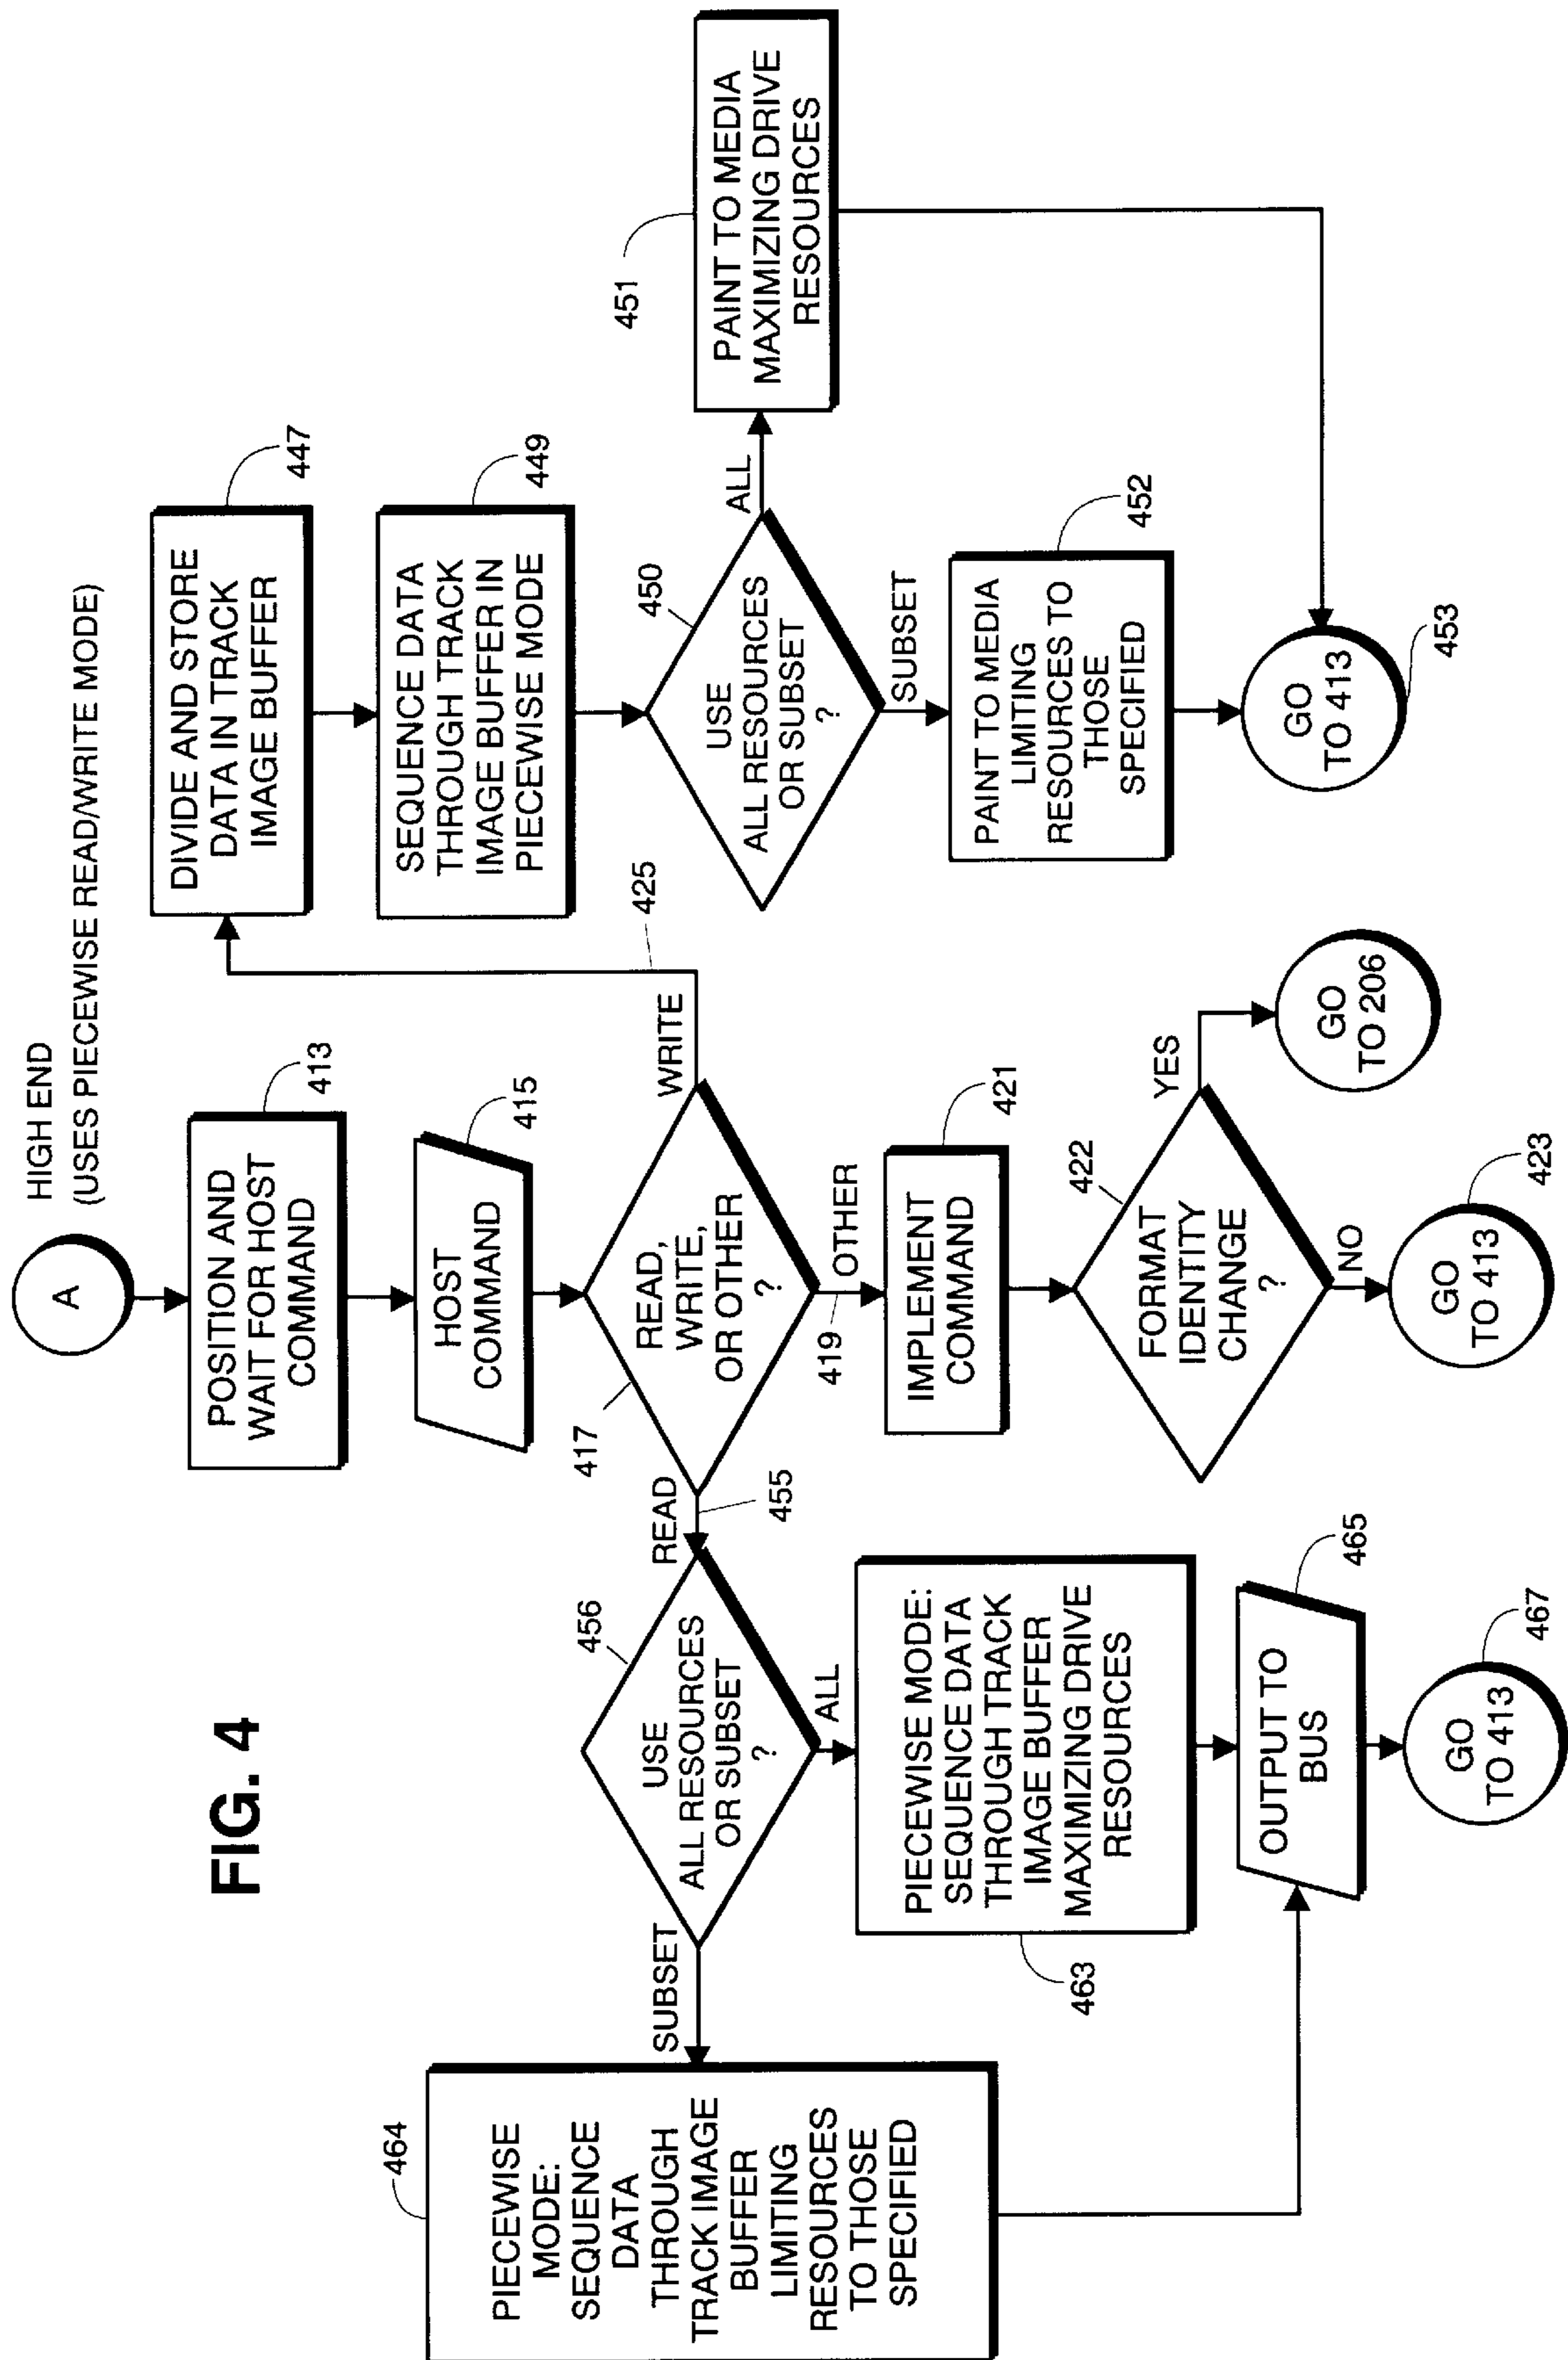 FIG. 4
HIGH END
(USES PIECEWISE READ/WRITE MODE)
A
POSITION AND
WAIT FOR HOST
COMMAND
413
HOST
COMMAND
415
READ,
WRITE,
OR OTHER
?
417
READ
455
WRITE
425
OTHER
419
IMPLEMENT
COMMAND
421
FORMAT
IDENTITY
CHANGE
?
422
YES
GO
TO 206
NO
GO
TO 413
423
DIVIDE AND STORE
DATA IN TRACK
IMAGE BUFFER
447
SEQUENCE DATA
THROUGH TRACK
IMAGE BUFFER IN
PIECEWISE MODE
449
USE
ALL RESOURCES
OR SUBSET
?
450
ALL
PAINT TO MEDIA
MAXIMIZING DRIVE
RESOURCES
451
SUBSET
PAINT TO MEDIA
LIMITING
RESOURCES TO
THOSE
SPECIFIED
452
GO
TO 413
453
USE
ALL RESOURCES
OR SUBSET
?
456
SUBSET
PIECEWISE
MODE:
SEQUENCE
DATA
THROUGH
TRACK IMAGE
BUFFER
LIMITING
RESOURCES
TO THOSE
SPECIFIED
464
ALL
PIECEWISE MODE:
SEQUENCE DATA
THROUGH TRACK
IMAGE BUFFER
MAXIMIZING DRIVE
RESOURCES
463
OUTPUT TO
BUS
465
GO
TO 413
467